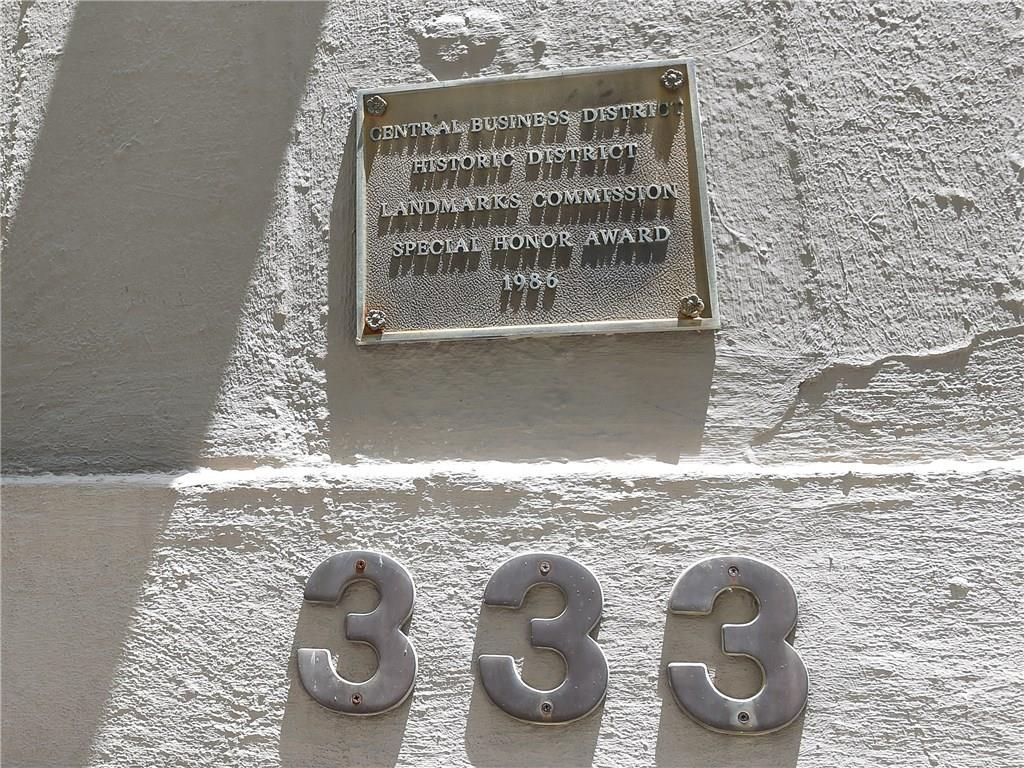 CENTRAL BUSINESS DISTRICT
HISTORIC DISTRICT
LANDMARKS COMMISSION
SPECIAL HONOR AWARD
1986
333